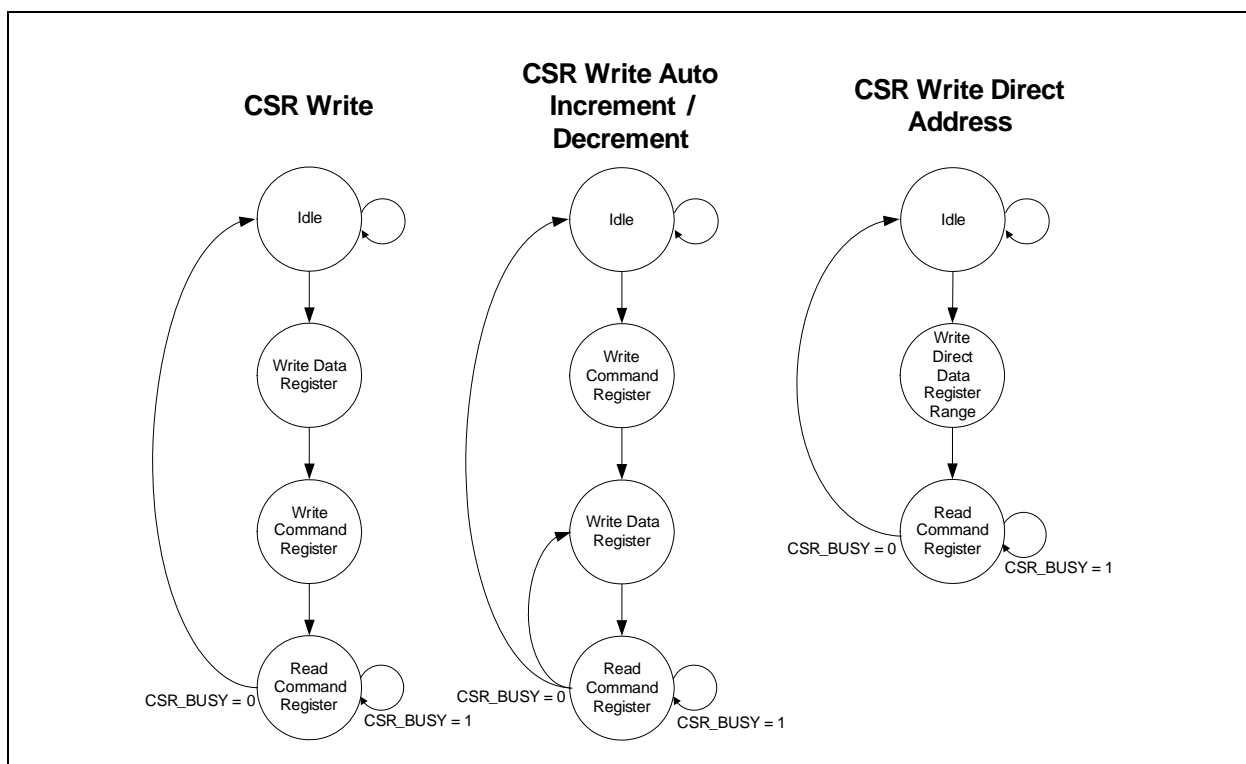 CSR Write
Idle
Write Data
Register
Write
Command
Register
Read
Command
Register
CSR_BUSY = 0
CSR_BUSY = 1
CSR Write Auto
Increment /
Decrement
Idle
Write
Command
Register
Write Data
Register
Read
Command
Register
CSR_BUSY = 0
CSR_BUSY = 1
CSR Write Direct
Address
Idle
Write
Direct
Data
Register
Range
Read
Command
Register
CSR_BUSY = 0
CSR_BUSY = 1